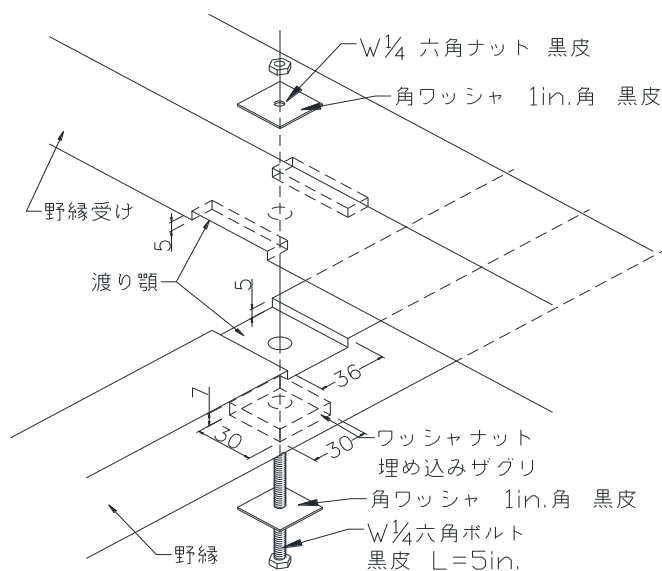 W1/4 六角ナット 黒皮
角ワッシャ 1in.角 黒皮
野縁受け
5
渡り顎
5
36
7
30
30
ワッシャナット
埋め込みザグリ
角ワッシャ 1in.角 黒皮
W1/4六角ボルト
黒皮 L=5in.
野縁